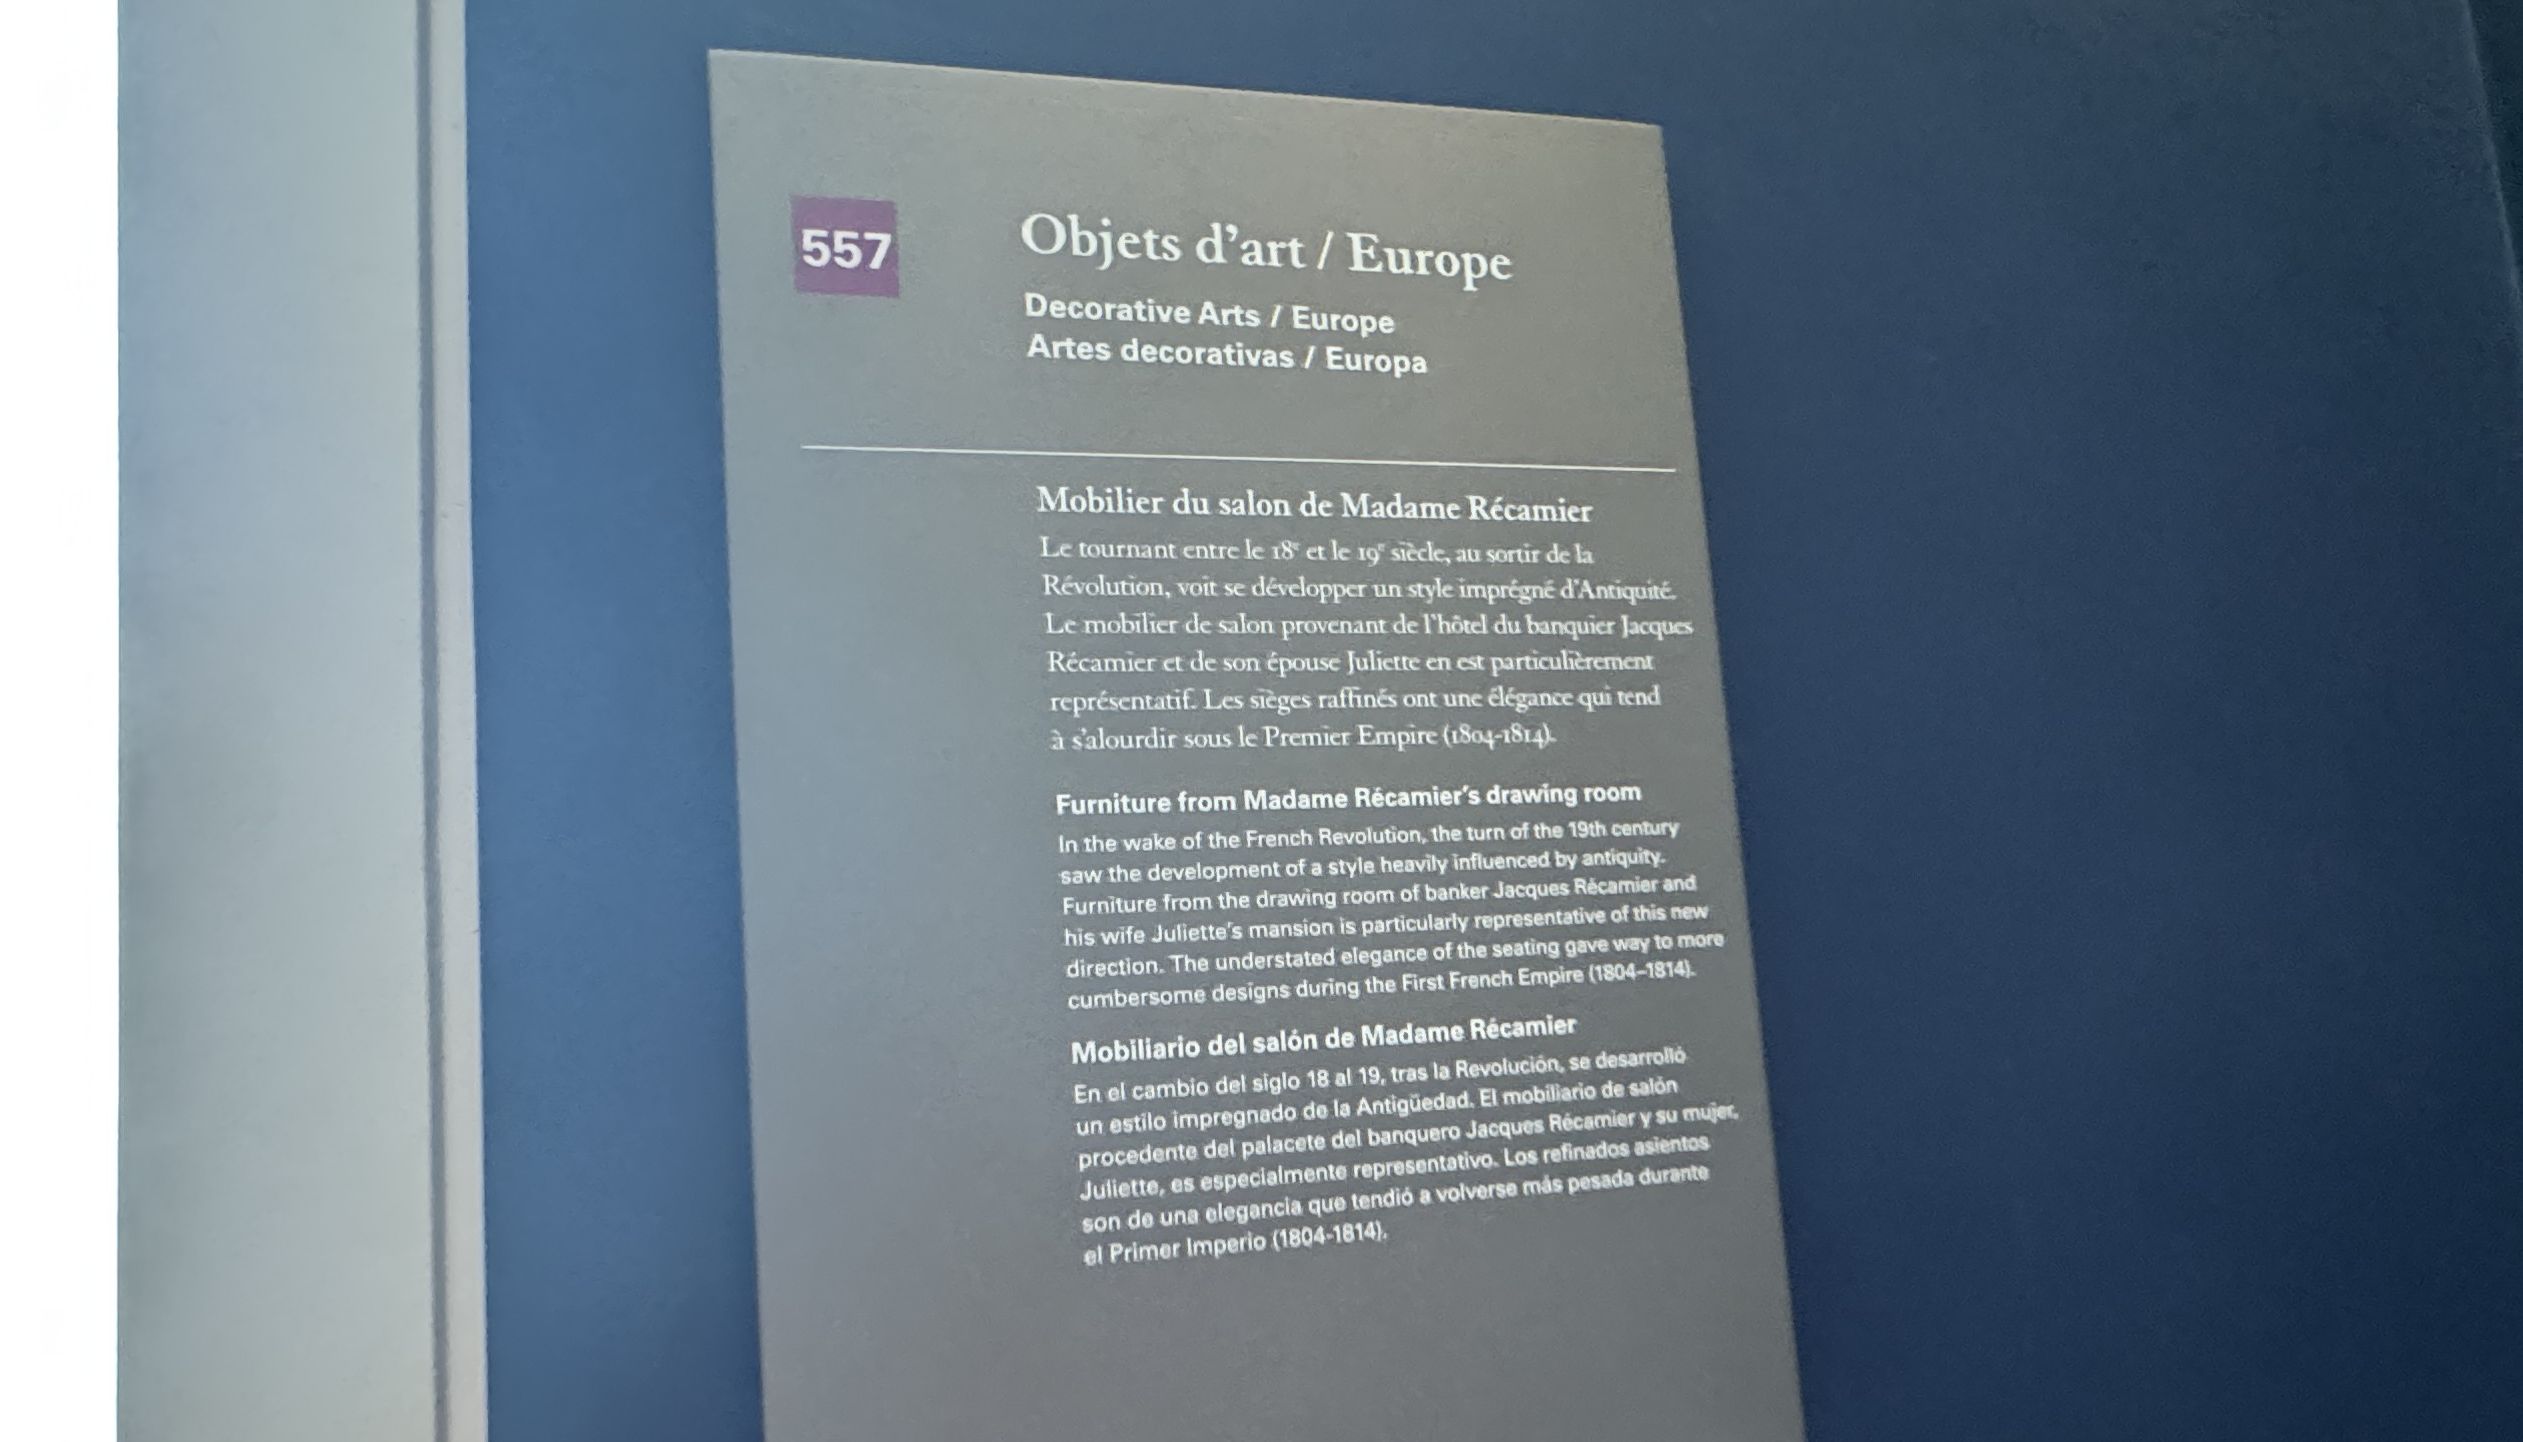 557
Objets d'art / Europe
Decorative Arts / Europe
Artes decorativas / Europa
Mobilier du salon de Madame Récamier
Le tournant entre le 18e et le 19e siècle, au sortir de la
Révolution, voit se développer un style imprégné d'Antiquité.
Le mobilier de salon provenant de l'hôtel du banquier Jacques
Récamier et de son épouse Juliette en est particulièrement
représentatif. Les sièges raffinés ont une élégance qui tend
à s'alourdir sous le Premier Empire (1804-1814).
Furniture from Madame Récamier's drawing room
In the wake of the French Revolution, the turn of the 19th century
saw the development of a style heavily influenced by antiquity.
Furniture from the drawing room of banker Jacques Récamier and
his wife Juliette's mansion is particularly representative of this new
direction. The understated elegance of the seating gave way to more
cumbersome designs during the First French Empire (1804–1814).
Mobiliario del salón de Madame Récamier
En el cambio del siglo 18 al 19, tras la Revolución, se desarrolló
un estilo impregnado de la Antigüedad. El mobiliario de salón
procedente del palacete del banquero Jacques Récamier y su mujer,
Juliette, es especialmente representativo. Los refinados asientos
son de una elegancia que tendió a volverse más pesada durante
el Primer Imperio (1804-1814).